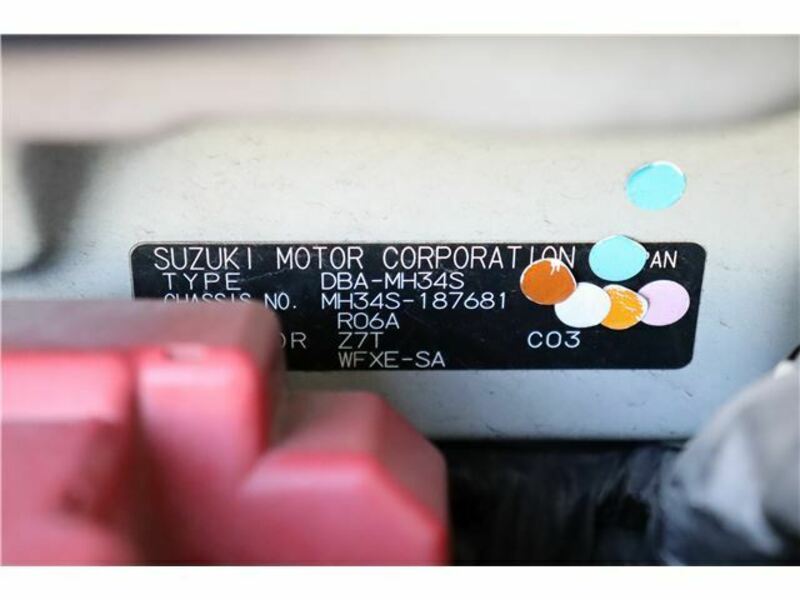 SUZUKI MOTOR CORPORATION
TYPE DBA-MH34S
CHASSIS NO. MH34S-187681
R06A
Z7T C03
WFXE-SA